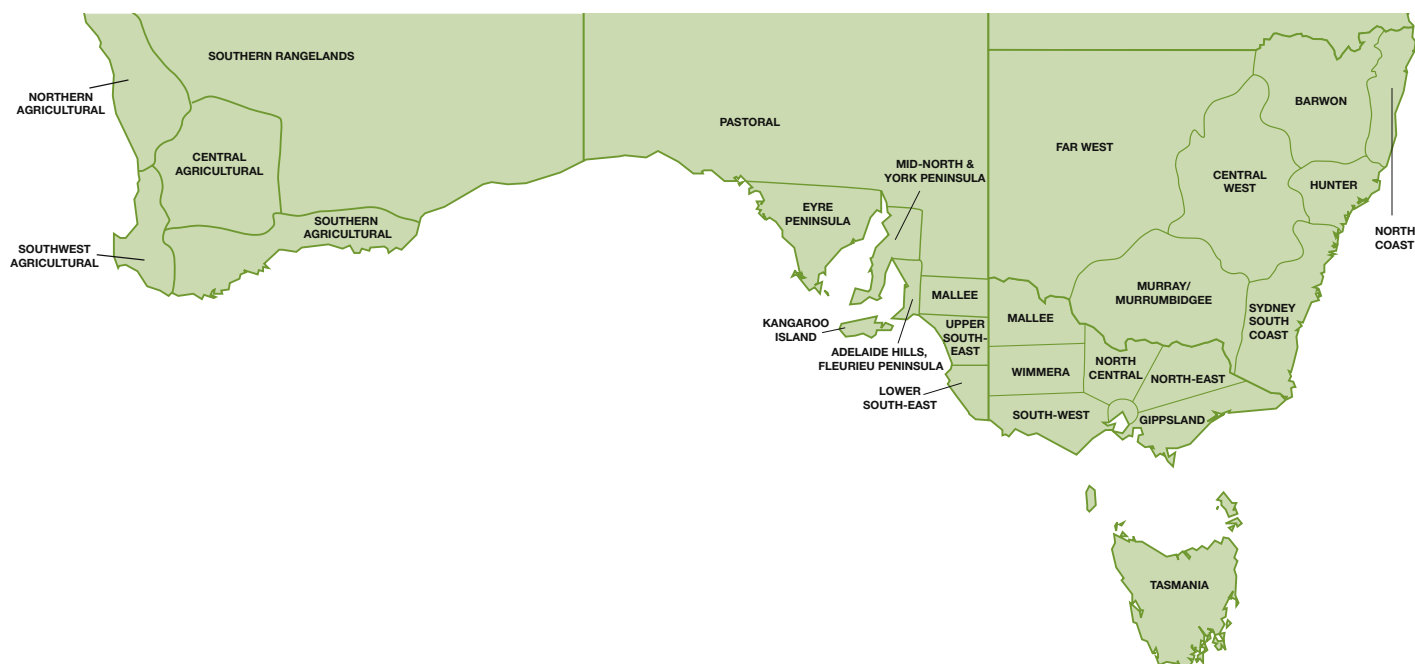 SOUTHERN RANGELANDS
NORTHERN
AGRICULTURAL
CENTRAL
AGRICULTURAL
SOUTHERN
AGRICULTURAL
SOUTHWEST
AGRICULTURAL
PASTORAL
MID-NORTH &
YORK PENINSULA
EYRE
PENINSULA
KANGAROO
ISLAND
ADELAIDE HILLS,
FLEURIEU PENINSULA
MALLEE
UPPER
SOUTH-
EAST
LOWER
SOUTH-EAST
FAR WEST
BARWON
CENTRAL
WEST
HUNTER
NORTH
COAST
MURRAY/
MURRUMBIDGEE
SYDNEY
SOUTH
COAST
MALLEE
WIMMERA
NORTH
CENTRAL
NORTH-EAST
SOUTH-WEST
GIPPSLAND
TASMANIA